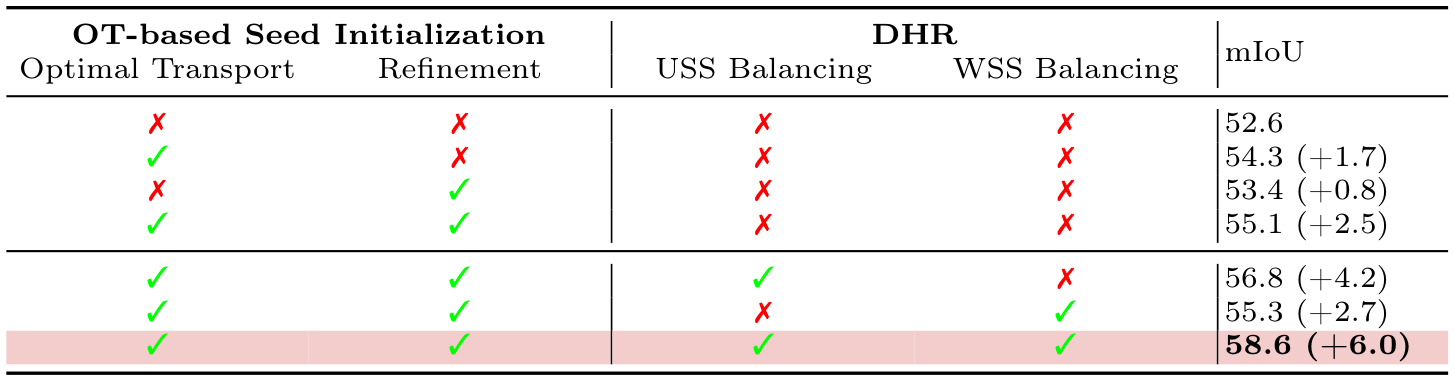 OT-based Seed Initialization DHR mIoU
Optimal Transport Refinement USS Balancing WSS Balancing
✗ ✗ ✗ ✗ 52.6
✓ ✗ ✗ ✗ 54.3 (+1.7)
✗ ✓ ✗ ✗ 53.4 (+0.8)
✓ ✓ ✗ ✗ 55.1 (+2.5)
✓ ✓ ✓ ✗ 56.8 (+4.2)
✓ ✓ ✗ ✓ 55.3 (+2.7)
✓ ✓ ✓ ✓ 58.6 (+6.0)